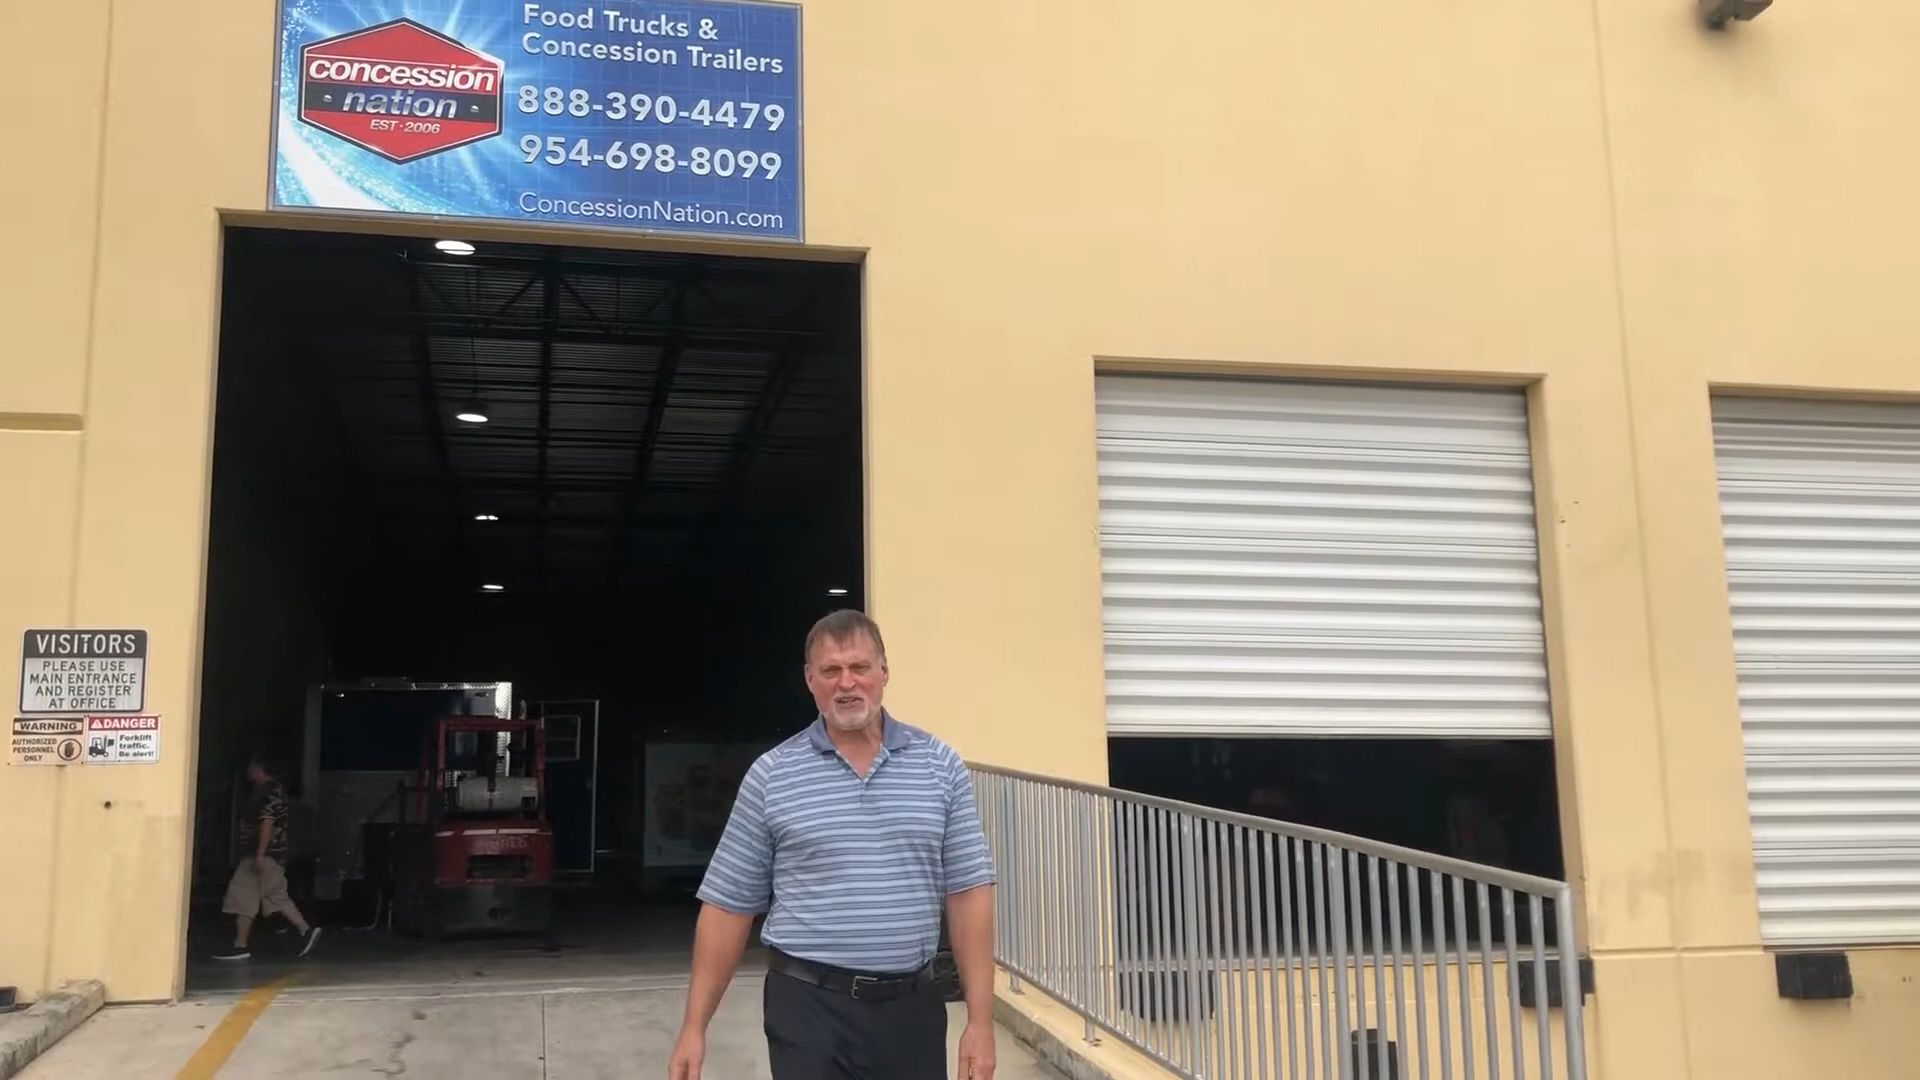 Food Trucks &
Concession Trailers
concession
nation
EST·2006
888-390-4479
954-698-8099
ConcessionNation.com
VISITORS
PLEASE USE
MAIN ENTRANCE
AND REGISTER
AT OFFICE
WARNING
AUTHORIZED
PERSONNEL
ONLY
DANGER
Forklift
traffic.
Be alert!